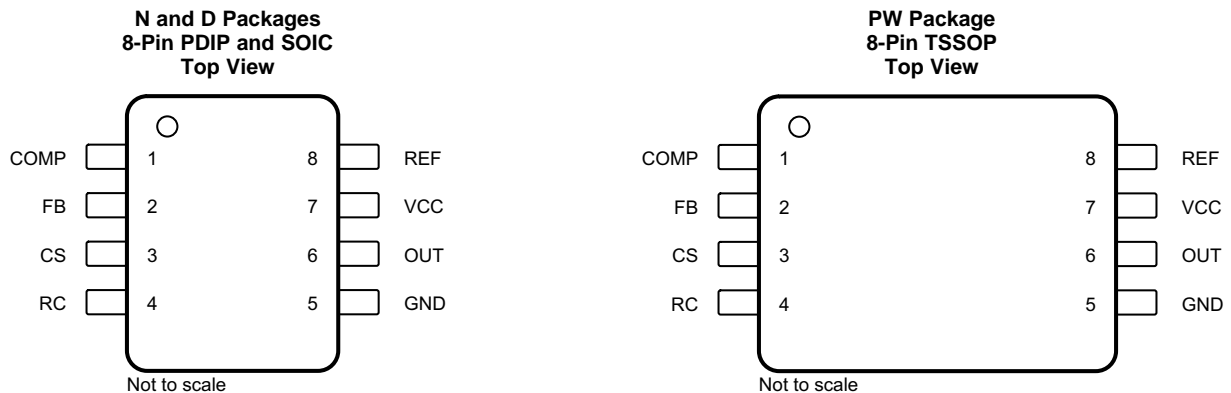 N and D Packages
8-Pin PDIP and SOIC
Top View
COMP 1 8 REF
FB 2 7 VCC
CS 3 6 OUT
RC 4 5 GND
Not to scale
PW Package
8-Pin TSSOP
Top View
COMP 1 8 REF
FB 2 7 VCC
CS 3 6 OUT
RC 4 5 GND
Not to scale